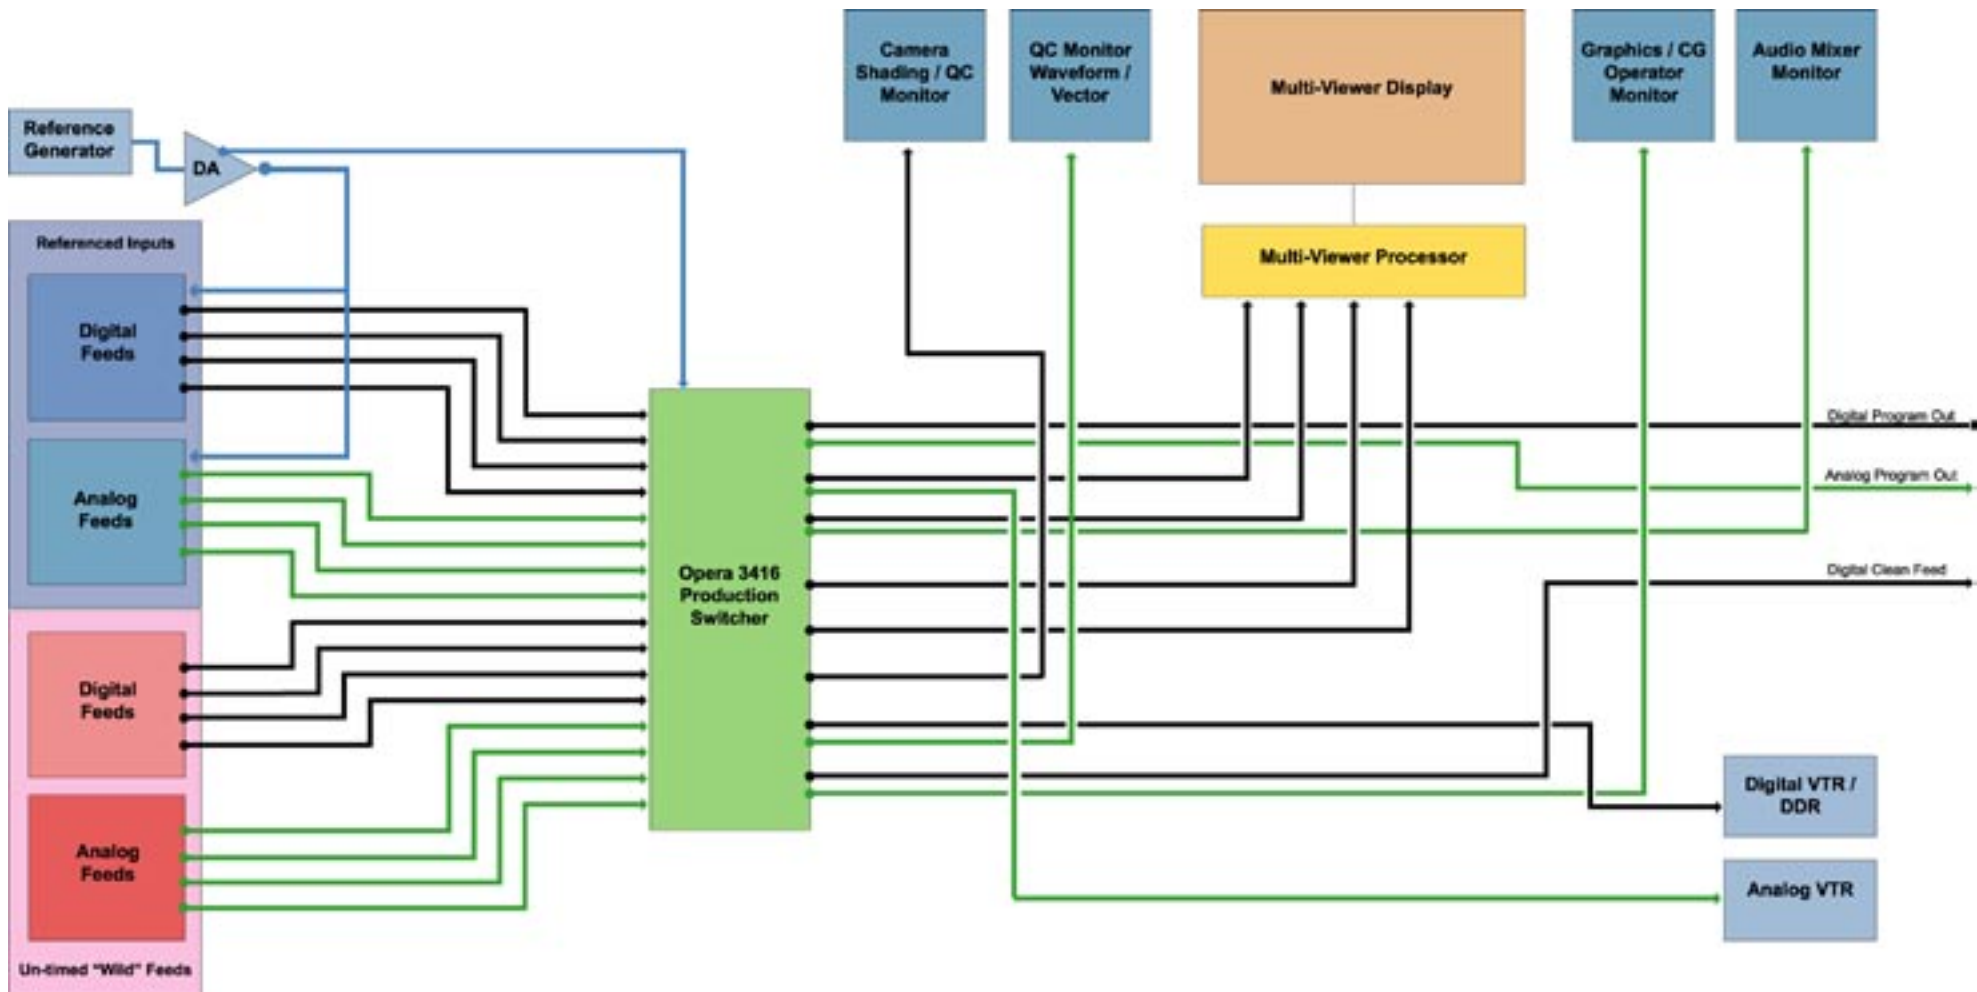 Camera
Shading / QC
Monitor
QC Monitor
Waveform /
Vector
Multi-Viewer Display
Graphics / CG
Operator
Monitor
Audio Mixer
Monitor
Reference
Generator
DA
Referenced Inputs
Multi-Viewer Processor
Digital
Feeds
Analog
Feeds
Opera 3416
Production
Switcher
Digital Program Out
Analog Program Out
Digital Clean Feed
Digital
Feeds
Analog
Feeds
Un-timed "Wild" Feeds
Digital VTR /
DDR
Analog VTR